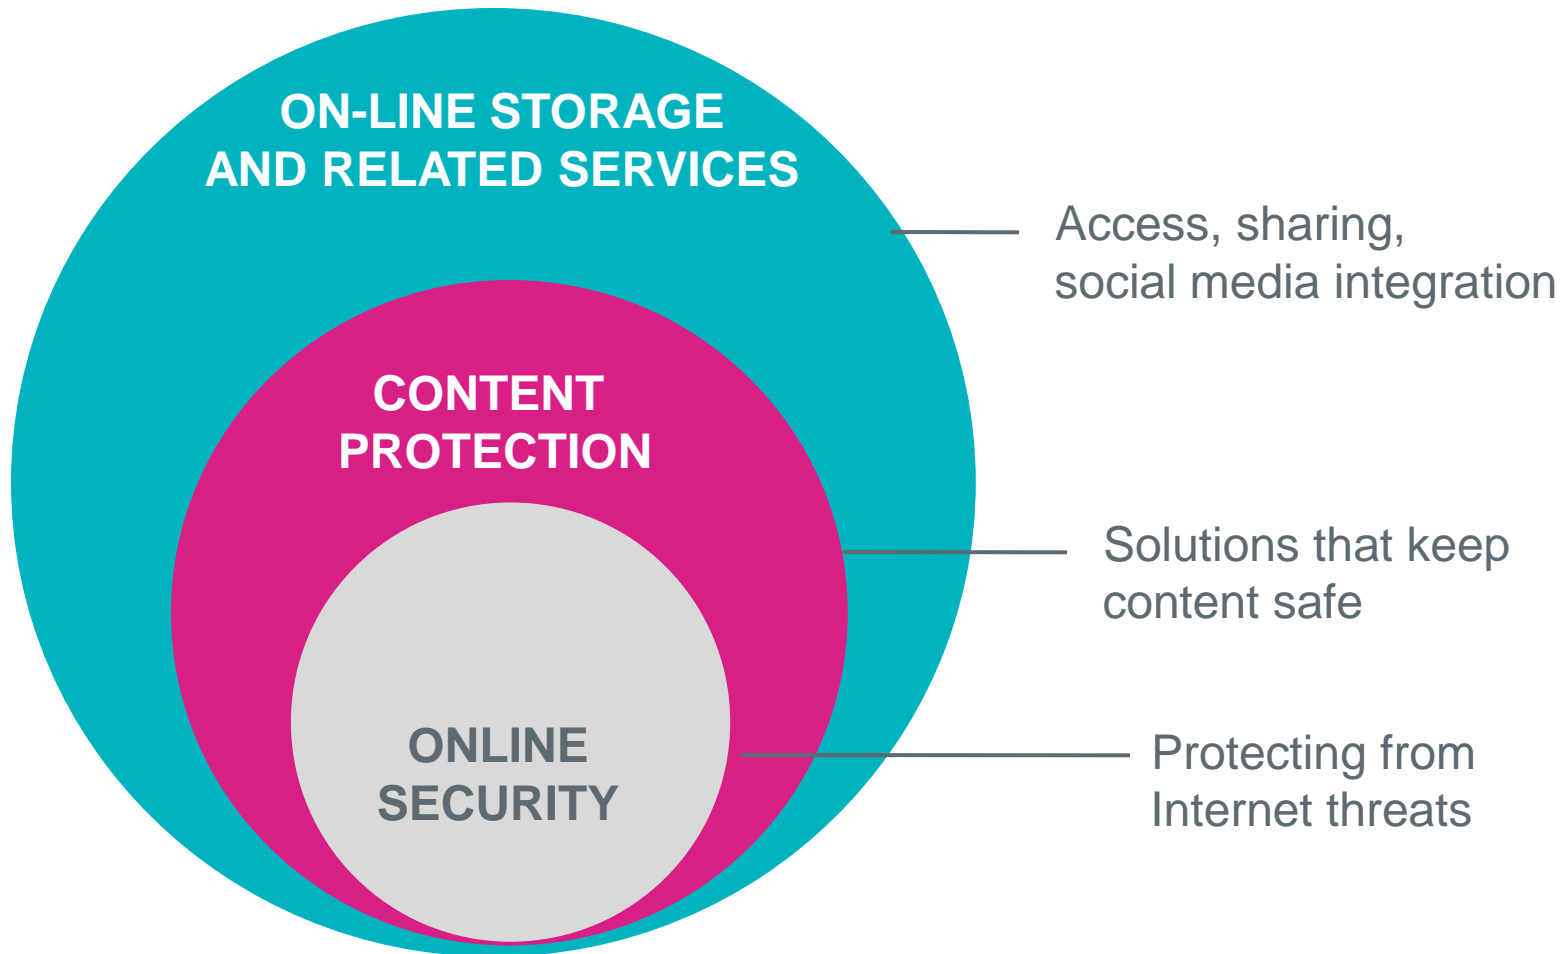 ON-LINE STORAGE
AND RELATED SERVICES
Access, sharing,
social media integration
CONTENT
PROTECTION
Solutions that keep
content safe
ONLINE
SECURITY
Protecting from
Internet threats